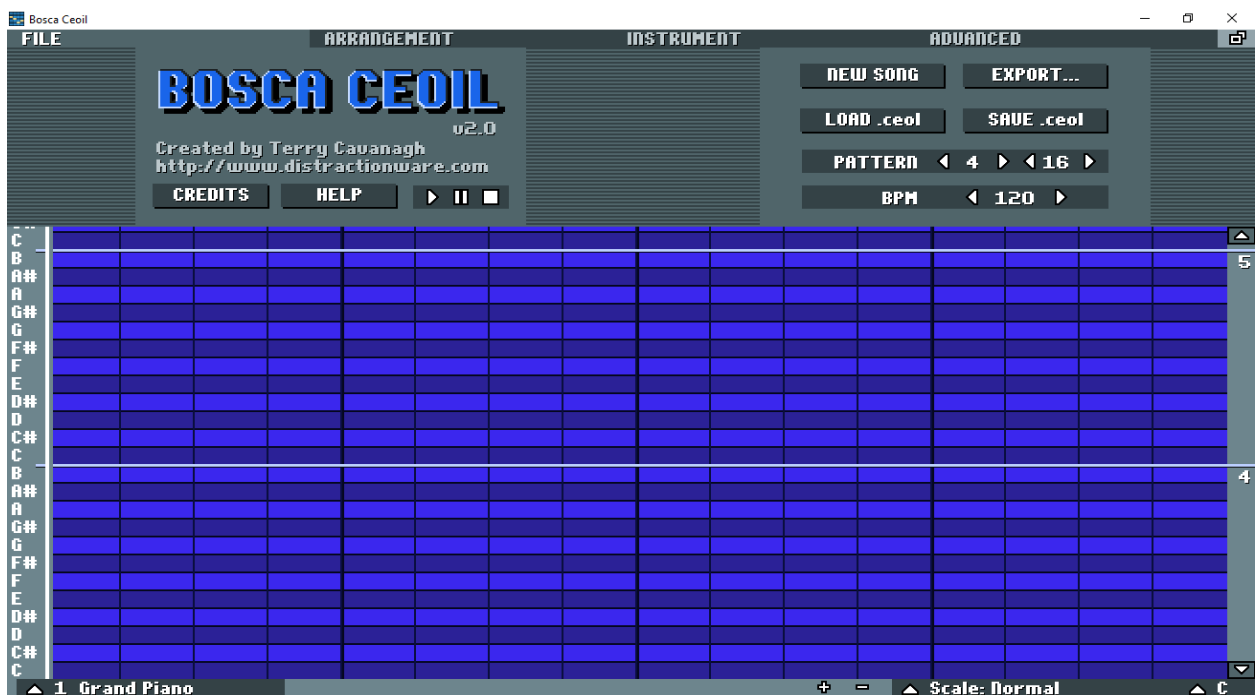 Bosca Ceoil
FILE ARRANGEMENT INSTRUMENT ADVANCED
BOSCA CEOIL
v2.0
Created by Terry Cavanagh
http://www.distractionware.com
CREDITS HELP
NEW SONG EXPORT...
LOAD .ceol SAVE .ceol
PATTERN 4 16
BPM 120
C
B 5
A#
A
G#
G
F#
F
E
D#
D
C#
C
B 4
A#
A
G#
G
F#
F
E
D#
D
C#
C
1 Grand Piano + - Scale: Normal C